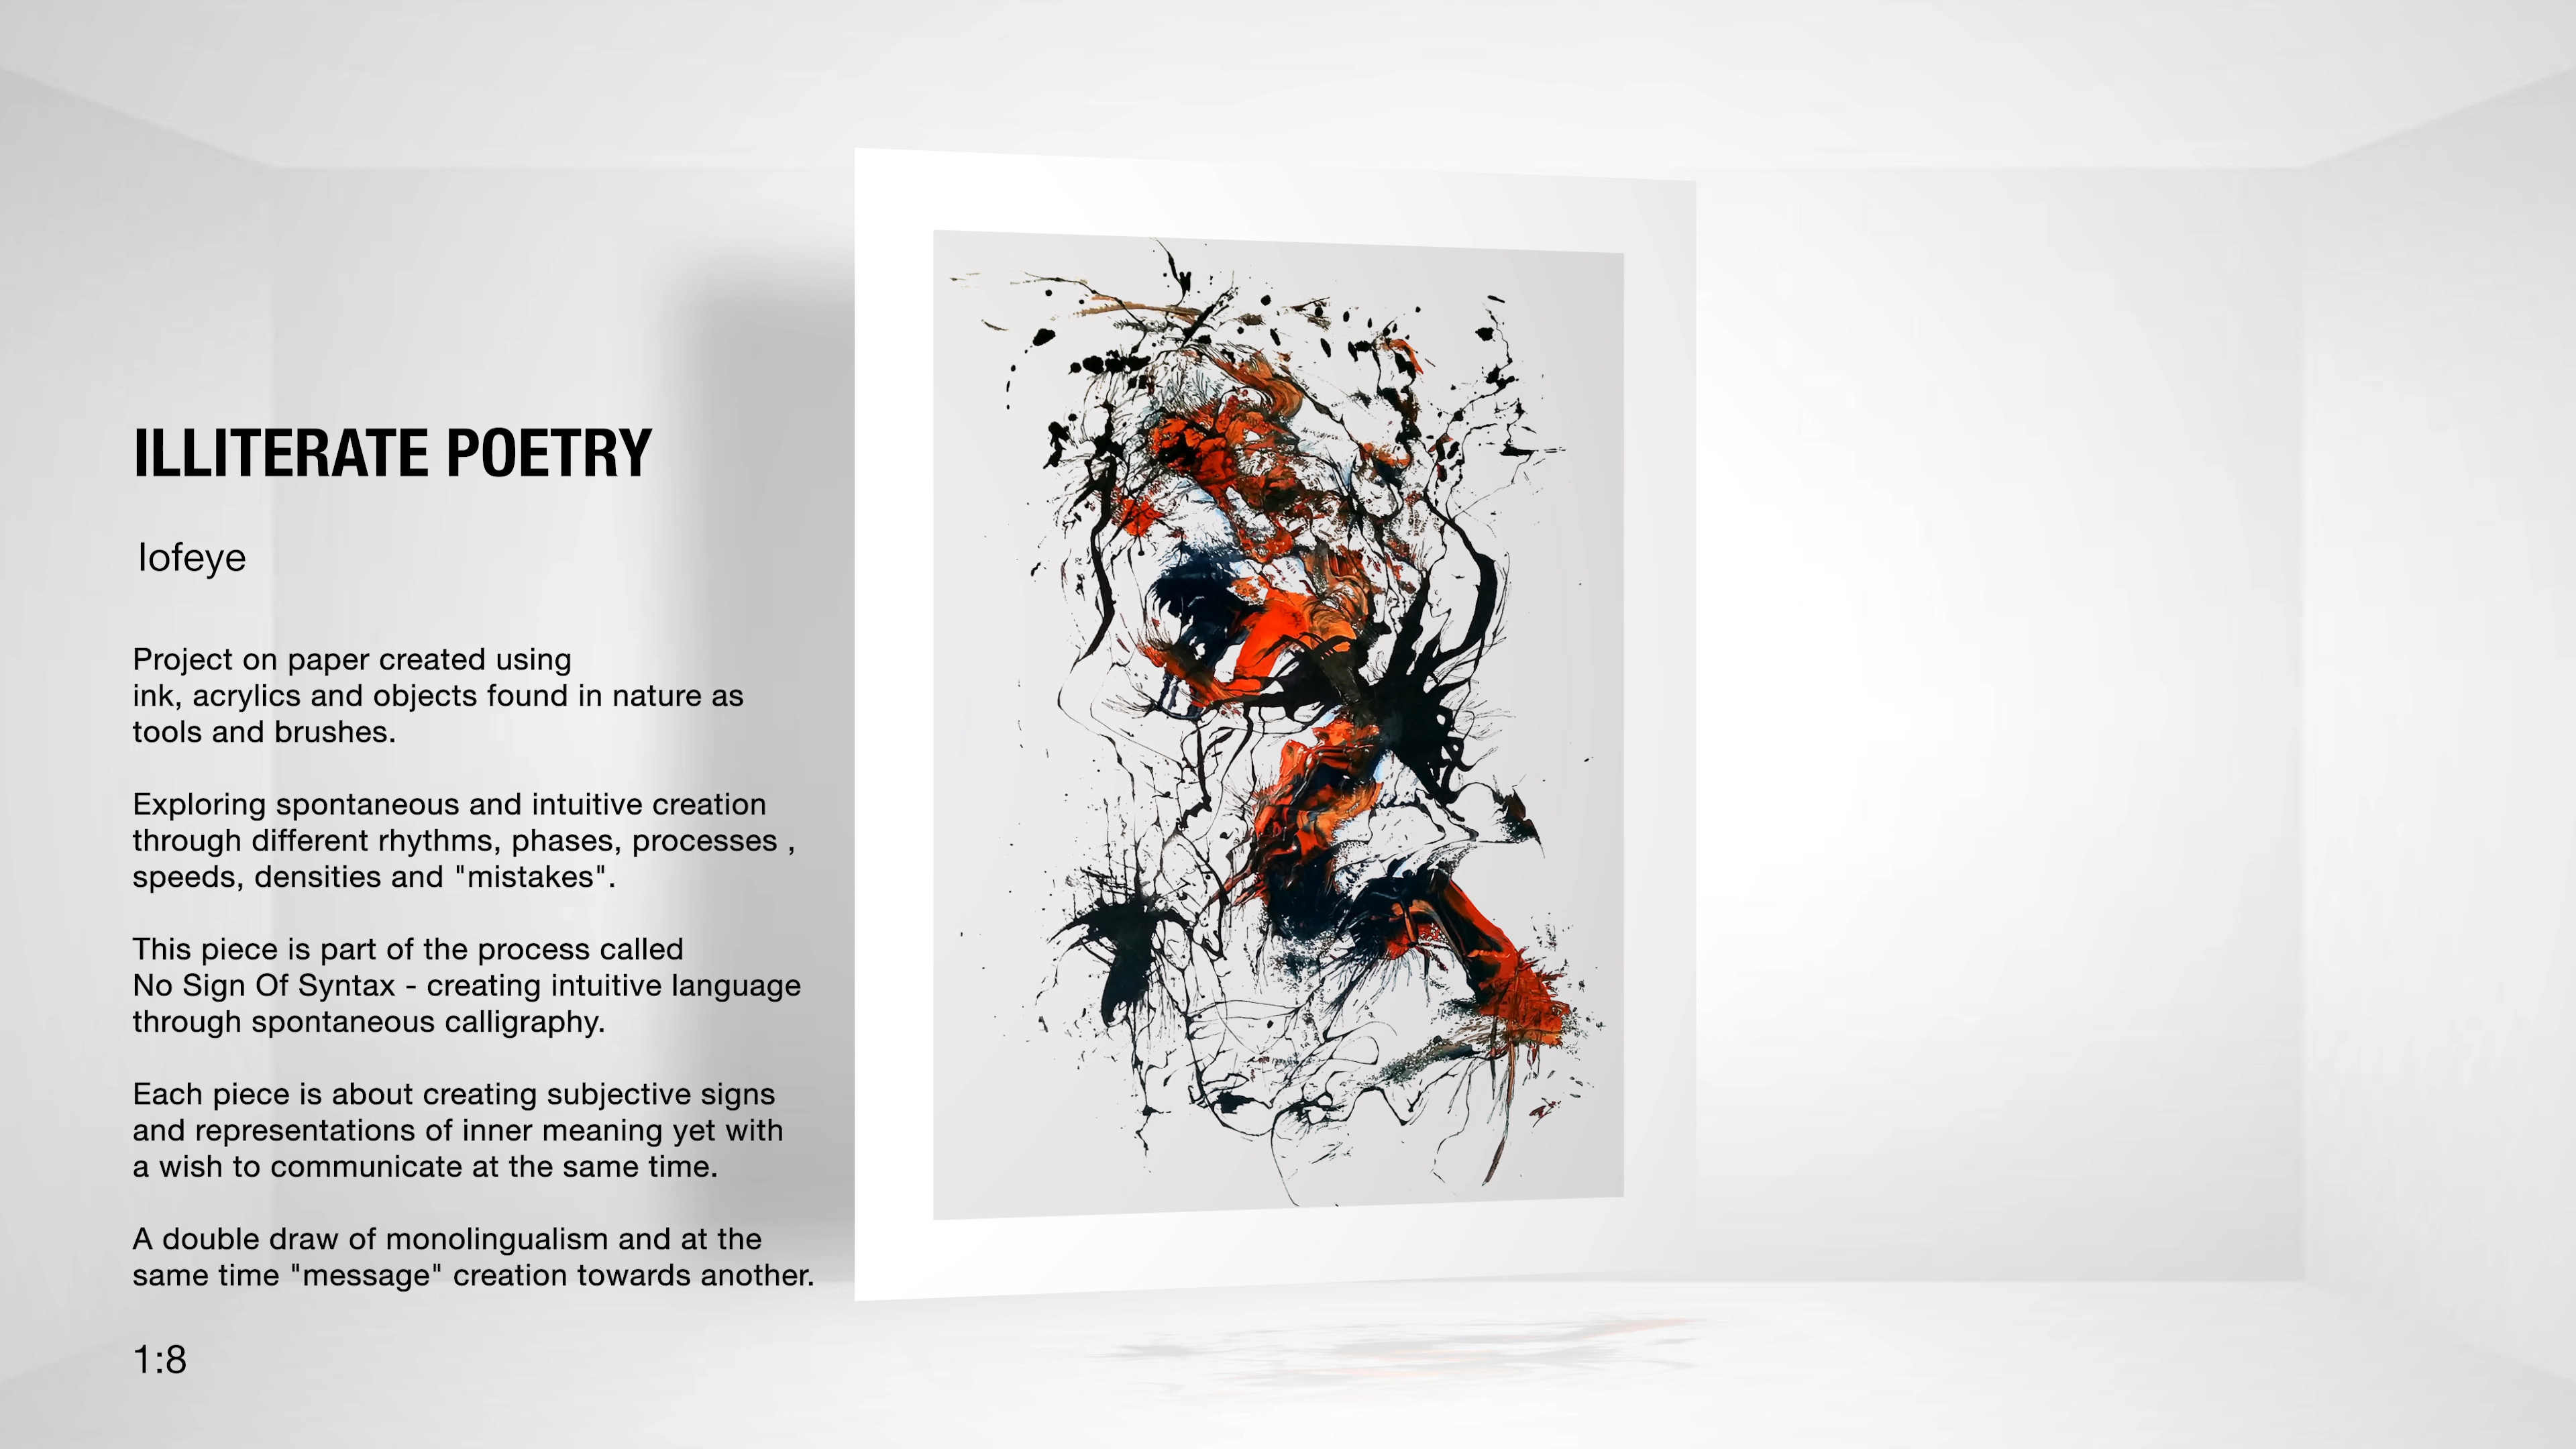 ILLITERATE POETRY
lofeye
Project on paper created using
ink, acrylics and objects found in nature as
tools and brushes.
Exploring spontaneous and intuitive creation
through different rhythms, phases, processes ,
speeds, densities and "mistakes".
This piece is part of the process called
No Sign Of Syntax - creating intuitive language
through spontaneous calligraphy.
Each piece is about creating subjective signs
and representations of inner meaning yet with
a wish to communicate at the same time.
A double draw of monolingualism and at the
same time "message" creation towards another.
1:8